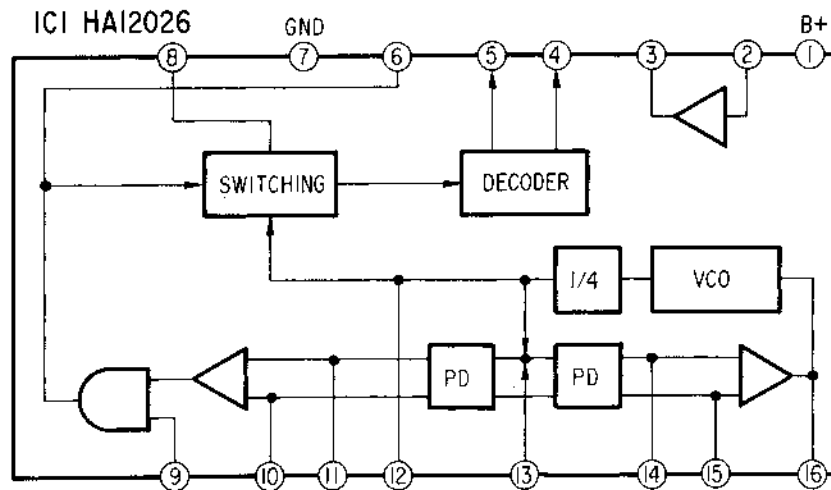 IC1 HA12026
GND
B+
8
7
6
5
4
3
2
1
SWITCHING
DECODER
1/4
VCO
PD
PD
9
10
11
12
13
14
15
16